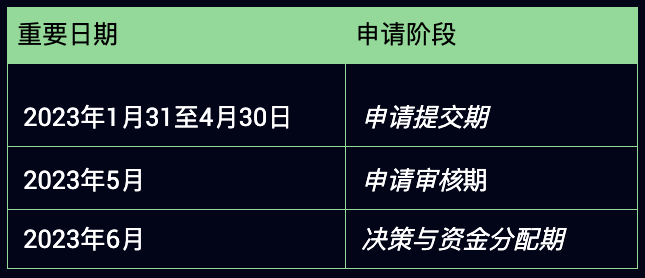 重要日期 申请阶段
2023年1月31至4月30日 申请提交期
2023年5月 申请审核期
2023年6月 决策与资金分配期